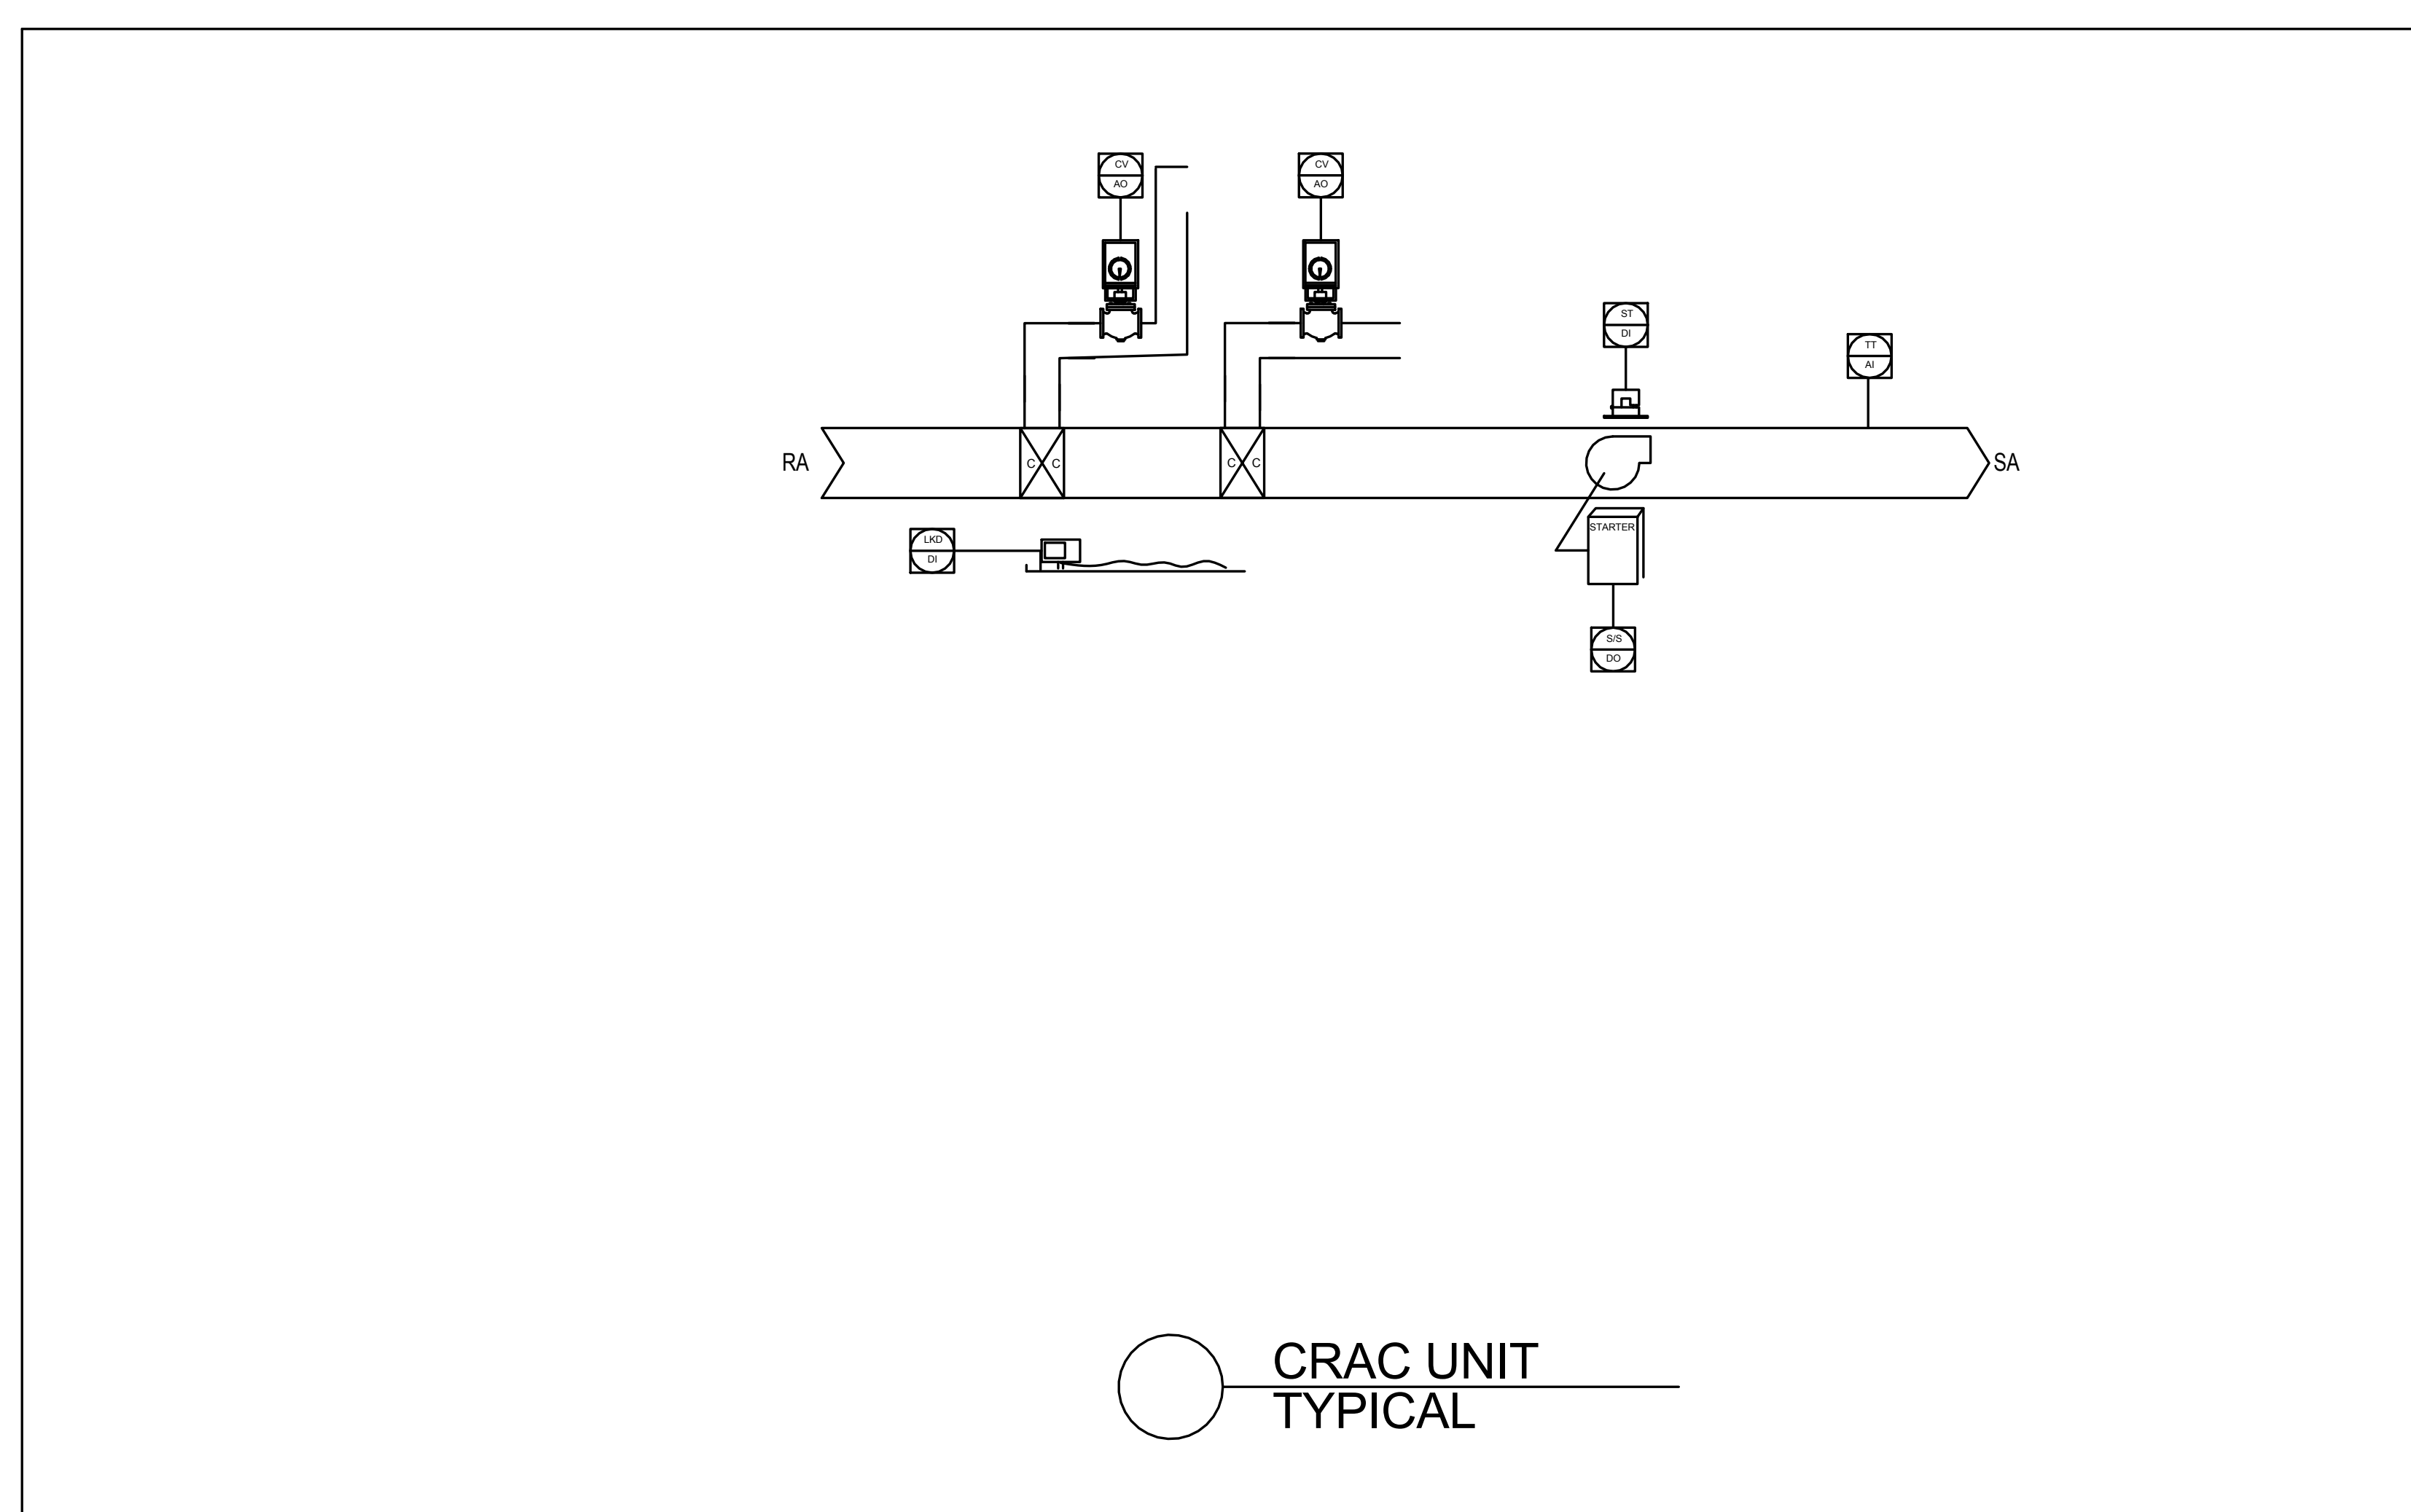 CV
AO
CV
AO
ST
DI
TT
AI
RA
C C
C C
SA
LKD
DI
STARTER
S/S
DO
CRAC UNIT
TYPICAL